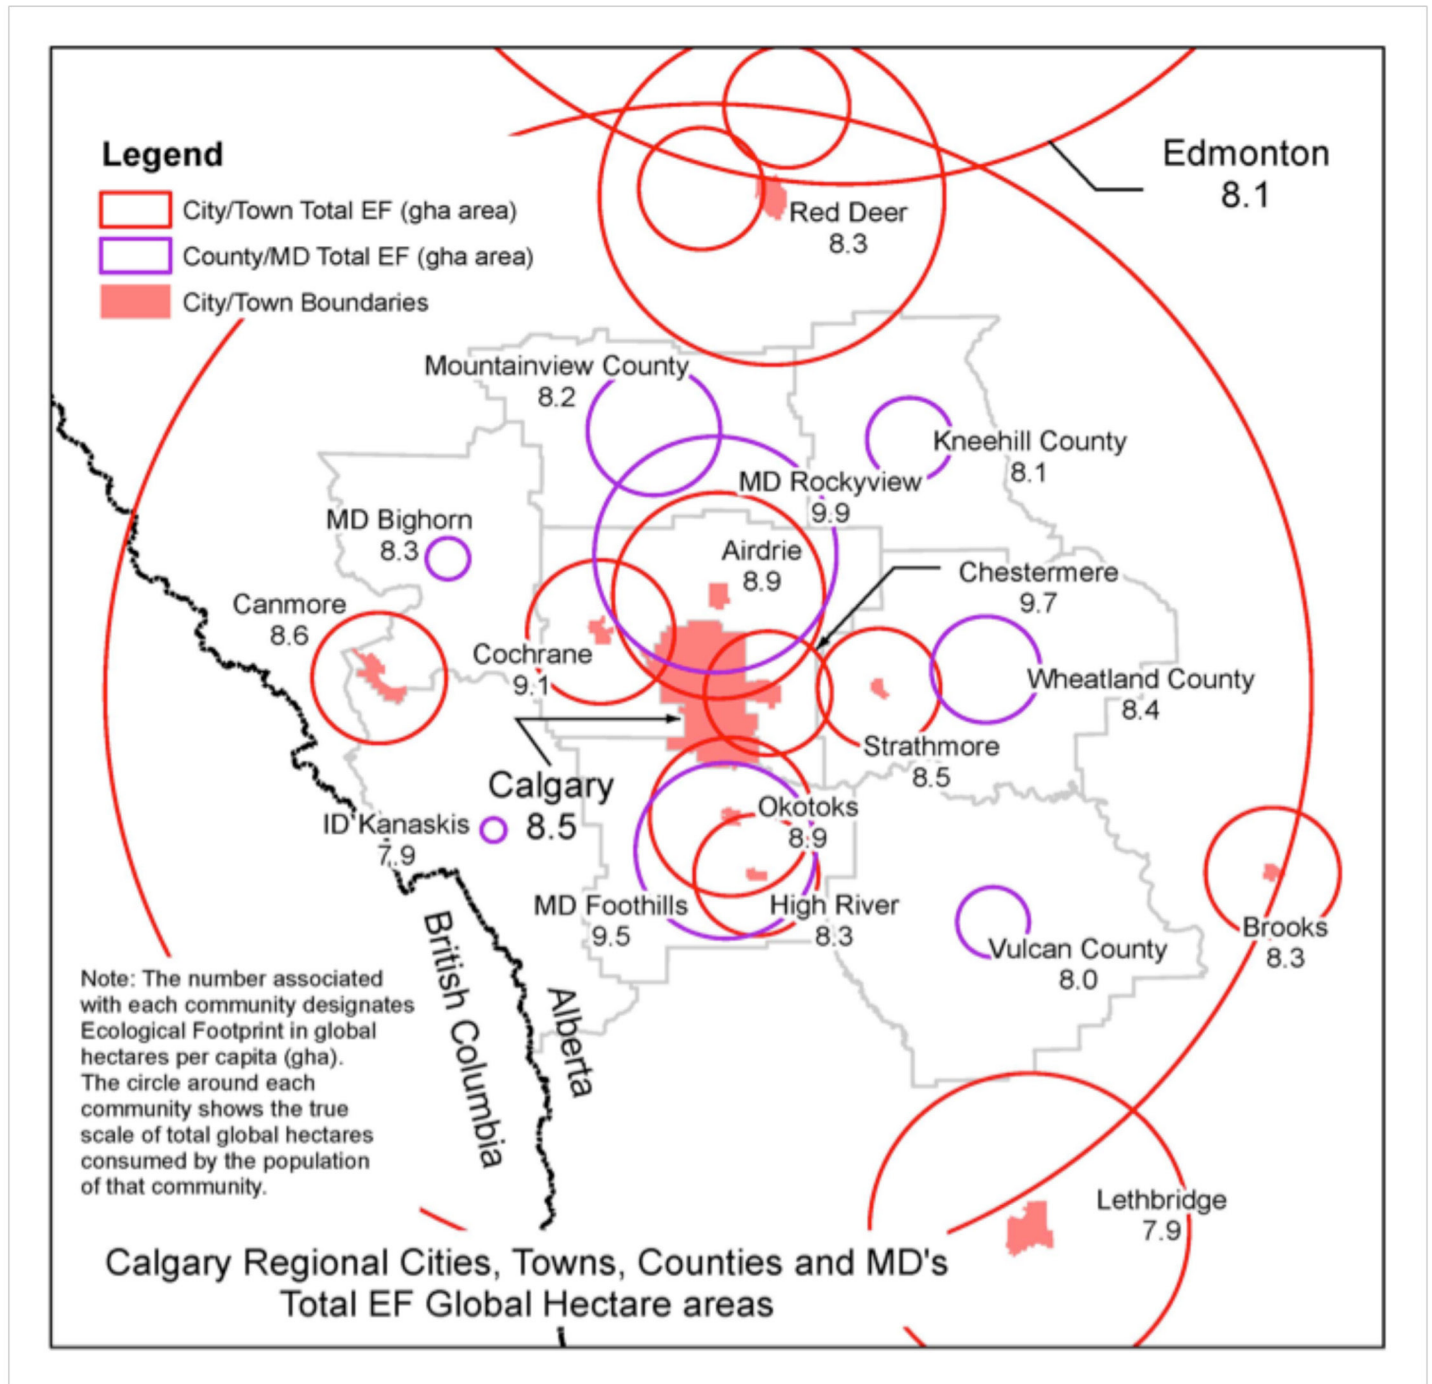 Legend
City/Town Total EF (gha area)
County/MD Total EF (gha area)
City/Town Boundaries
Edmonton
8.1
Red Deer
8.3
Mountainview County
8.2
Kneehill County
8.1
MD Rockyview
9.9
MD Bighorn
8.3
Airdrie
8.9
Chestermere
9.7
Canmore
8.6
Cochrane
9.1
Wheatland County
8.4
Strathmore
8.5
Calgary
8.5
Okotoks
8.9
ID Kanaskis
7.9
MD Foothills
9.5
High River
8.3
Brooks
8.3
Vulcan County
8.0
British Columbia
Alberta
Note: The number associated
with each community designates
Ecological Footprint in global
hectares per capita (gha).
The circle around each
community shows the true
scale of total global hectares
consumed by the population
of that community.
Lethbridge
7.9
Calgary Regional Cities, Towns, Counties and MD's
Total EF Global Hectare areas